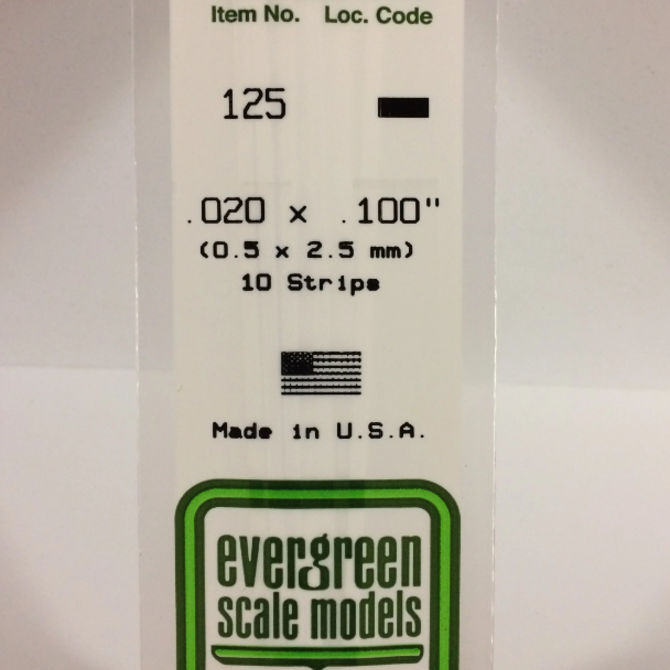 Item No. Loc. Code
125
.020 x .100"
(0.5 x 2.5 mm)
10 Strips
Made in U.S.A.
evergreen
scale models